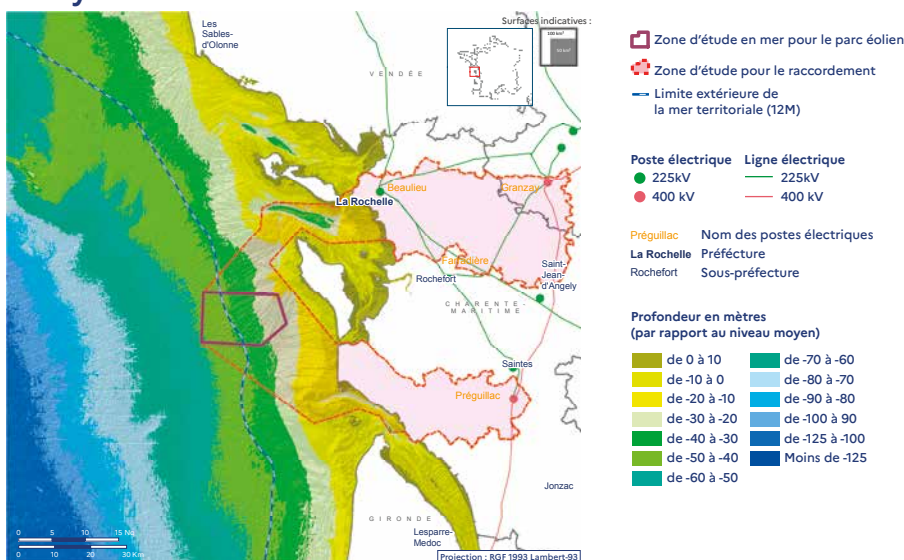 Les
Sables-
d'Olonne
Surfaces indicatives :
100 km²
50 km²
VENDÉE
Beaulieu
Granzay
La Rochelle
Farradière
Rochefort
Saint-
Jean-
d'Angely
CHARENTE-
MARITIME
Saintes
Préguillac
Jonzac
GIRONDE
Lesparre-
Medoc
0 5 10 15 Nq
0 10 20 30 Km
Projection : RGF 1993 Lambert-93
Zone d'étude en mer pour le parc éolien
Zone d'étude pour le raccordement
Limite extérieure de
la mer territoriale (12M)
Poste électrique Ligne électrique
225kV 225kV
400 kV 400 kV
Préguillac Nom des postes électriques
La Rochelle Préfécture
Rochefort Sous-préfecture
Profondeur en mètres
(par rapport au niveau moyen)
de 0 à 10 de -70 à -60
de -10 à 0 de -80 à -70
de -20 à -10 de -90 à -80
de -30 à -20 de -100 à 90
de -40 à -30 de -125 à -100
de -50 à -40 Moins de -125
de -60 à -50